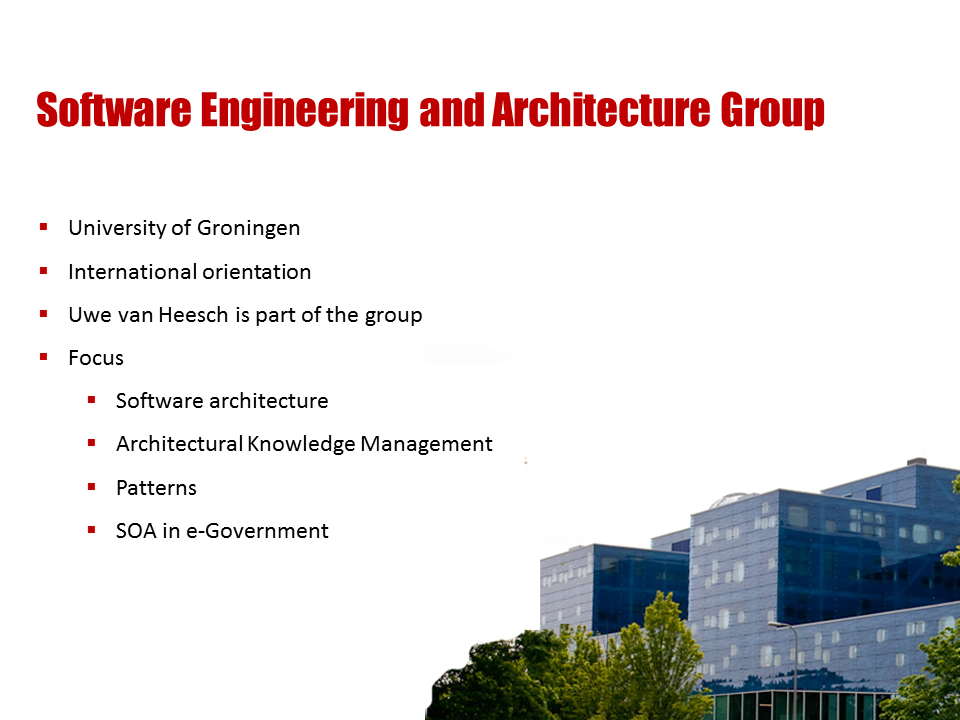 Software Engineering and Architecture Group
University of Groningen
International orientation
Uwe van Heesch is part of the group
Focus
Software architecture
Architectural Knowledge Management
Patterns
SOA in e-Government